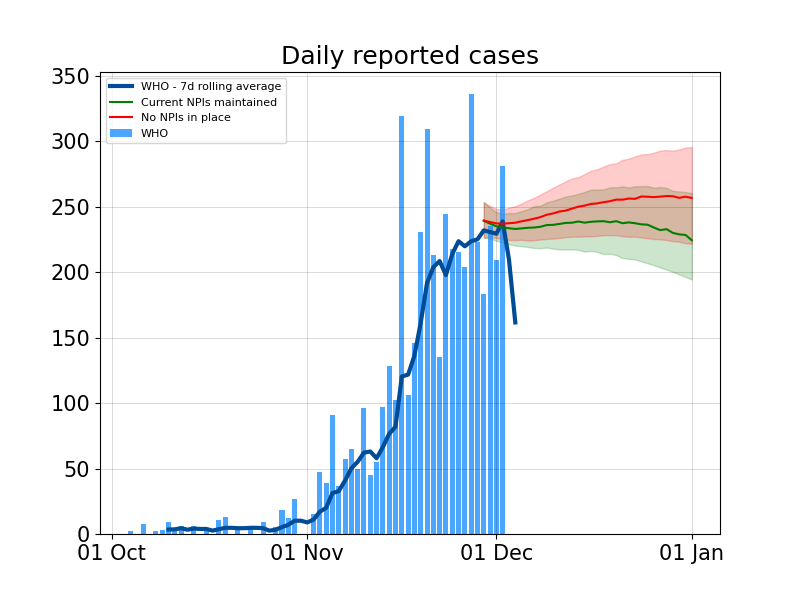 Daily reported cases
350
300
250
200
150
100
50
0
WHO - 7d rolling average
Current NPIs maintained
No NPIs in place
WHO
01 Oct
01 Nov
01 Dec
01 Jan